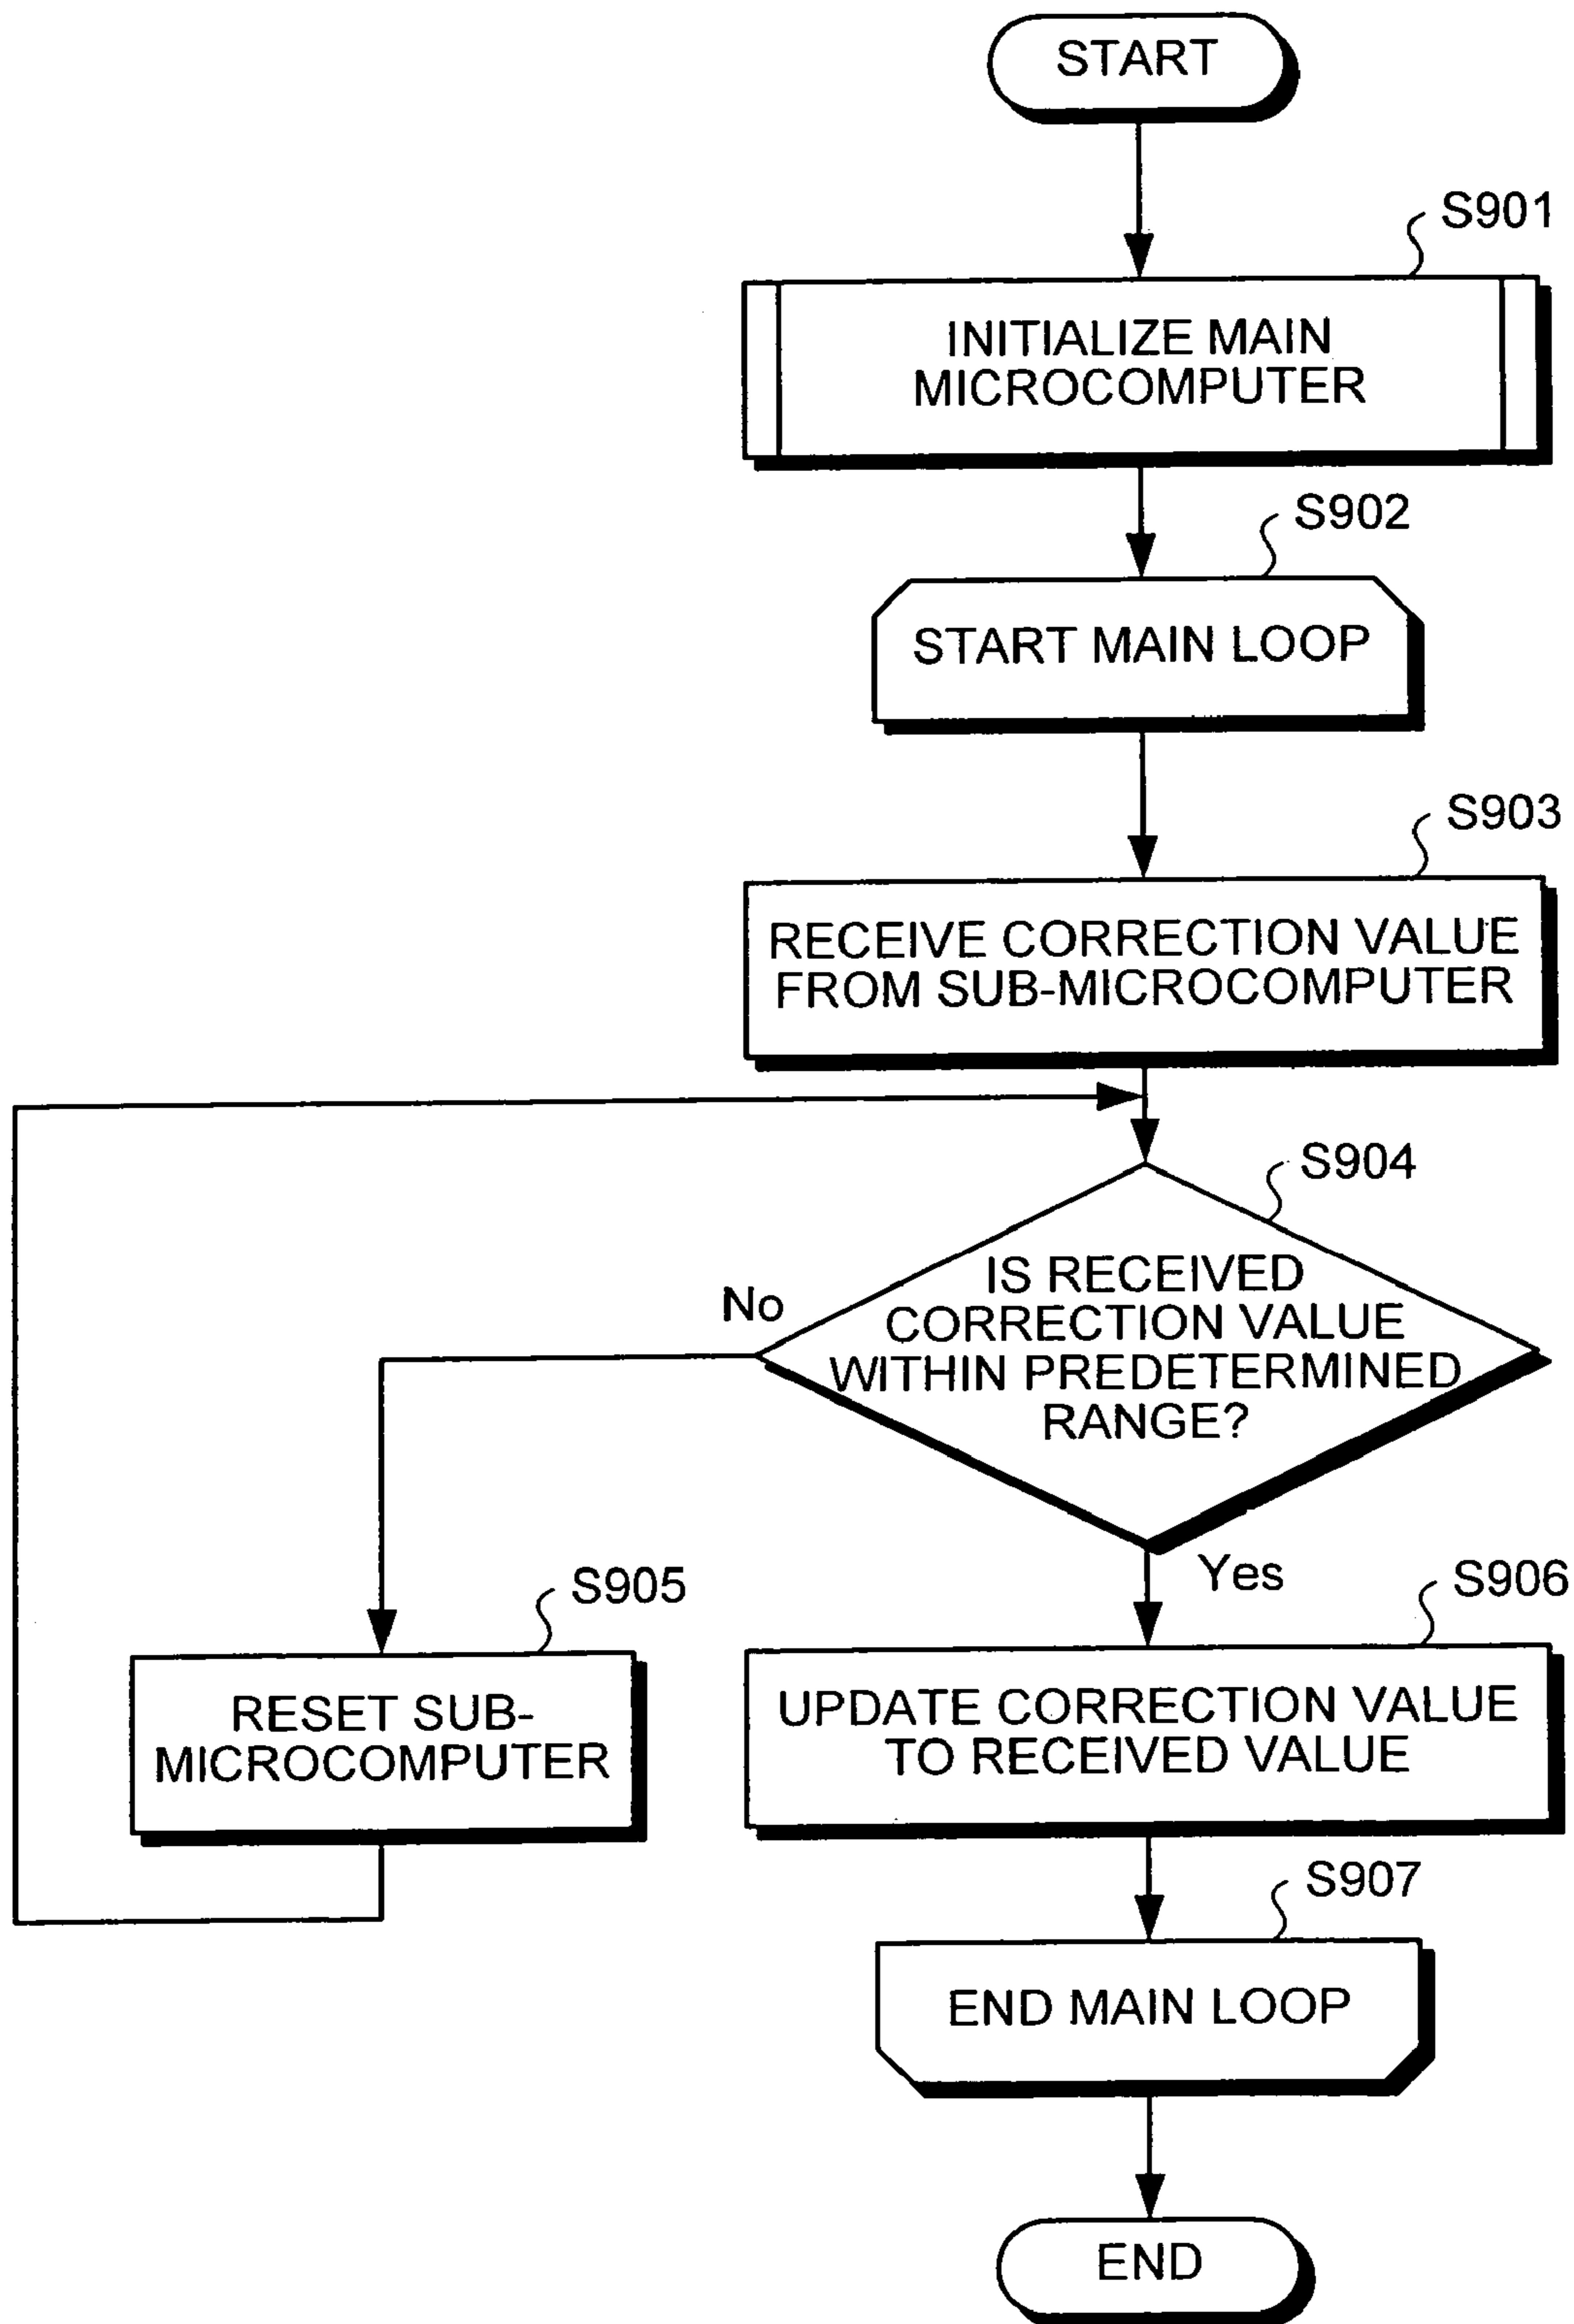 START
S901
INITIALIZE MAIN
MICROCOMPUTER
S902
START MAIN LOOP
S903
RECEIVE CORRECTION VALUE
FROM SUB-MICROCOMPUTER
S904
IS RECEIVED
CORRECTION VALUE
WITHIN PREDETERMINED
RANGE?
No
Yes
S905
RESET SUB-
MICROCOMPUTER
S906
UPDATE CORRECTION VALUE
TO RECEIVED VALUE
S907
END MAIN LOOP
END